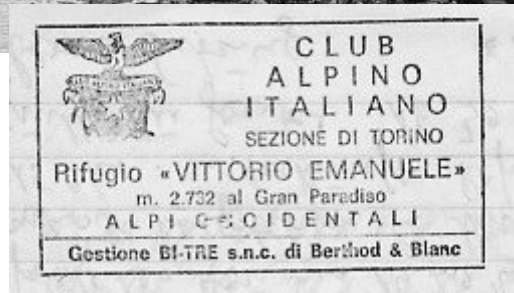 CLUB
ALPINO
ITALIANO
SEZIONE DI TORINO
Rifugio «VITTORIO EMANUELE»
m. 2.732 al Gran Paradiso
ALPI OCCIDENTALI
Gestione BI-TRE s.n.c. di Berthod & Blanc